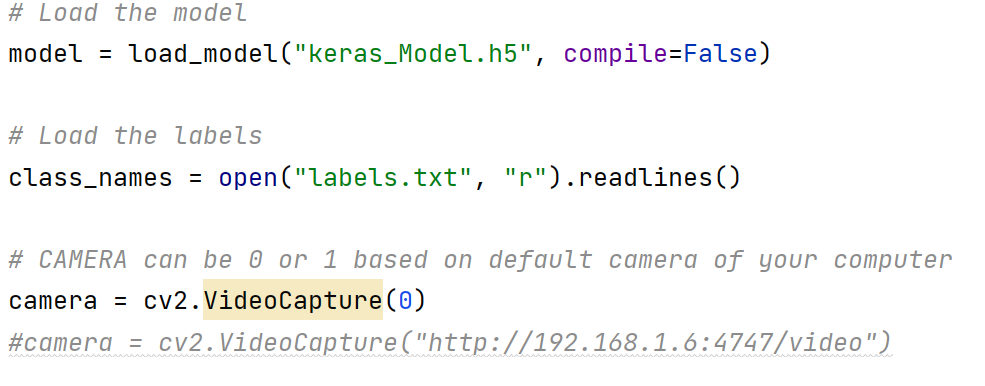 # Load the model
model = load_model("keras_Model.h5", compile=False)
# Load the labels
class_names = open("labels.txt", "r").readlines()
# CAMERA can be 0 or 1 based on default camera of your computer
camera = cv2.VideoCapture(0)
#camera = cv2.VideoCapture("http://192.168.1.6:4747/video")